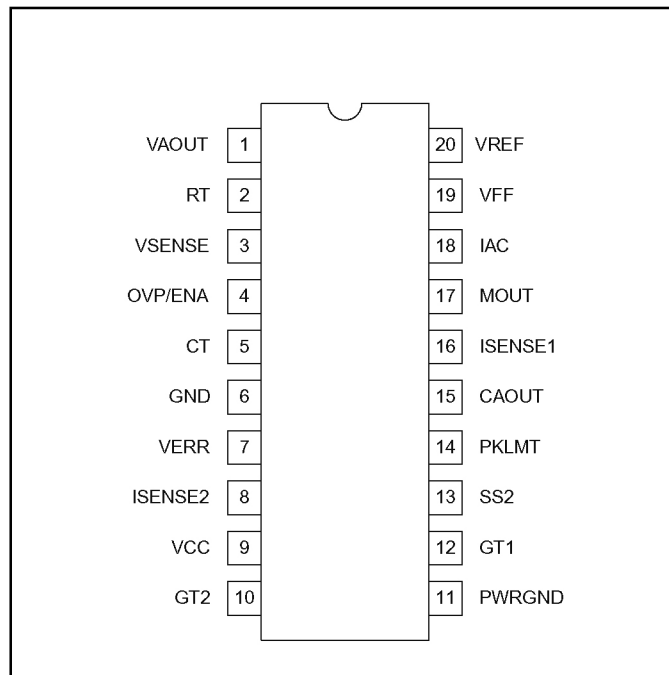 VAOUT 1 20 VREF
RT 2 19 VFF
VSENSE 3 18 IAC
OVP/ENA 4 17 MOUT
CT 5 16 ISENSE1
GND 6 15 CAOUT
VERR 7 14 PKLMT
ISENSE2 8 13 SS2
VCC 9 12 GT1
GT2 10 11 PWRGND